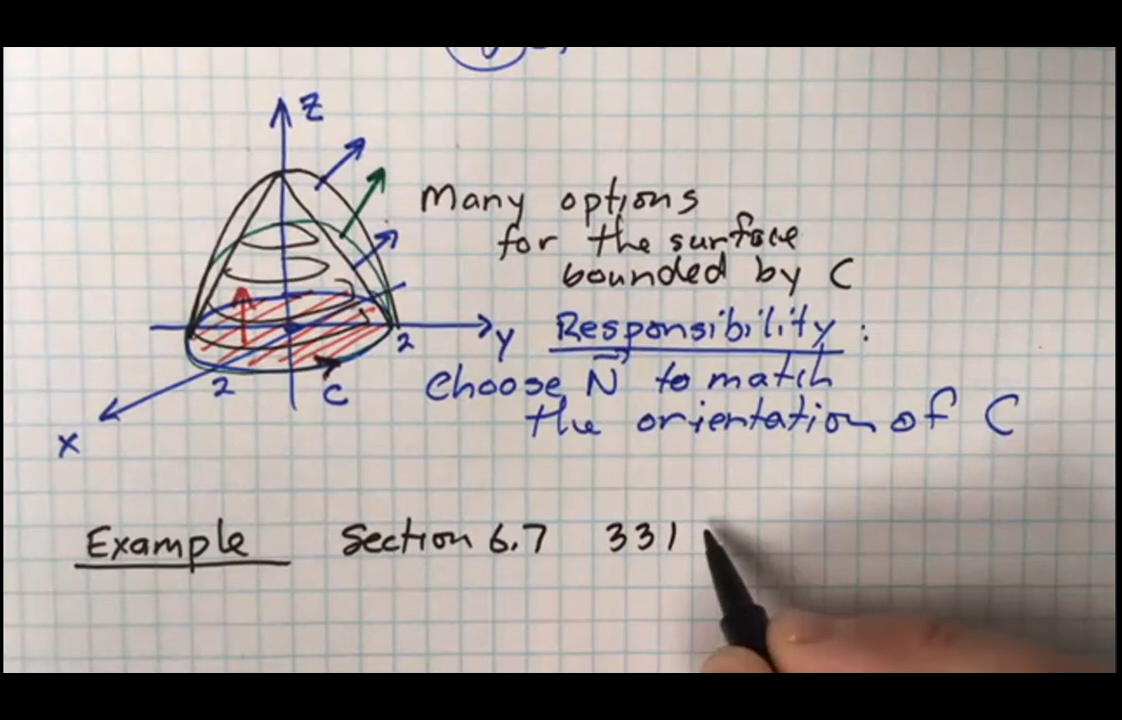 Z
Many options
for the surface
bounded by C
y
2
Responsibility:
2
C
Choose N to match
the orientation of C
x
Example Section 6.7 331